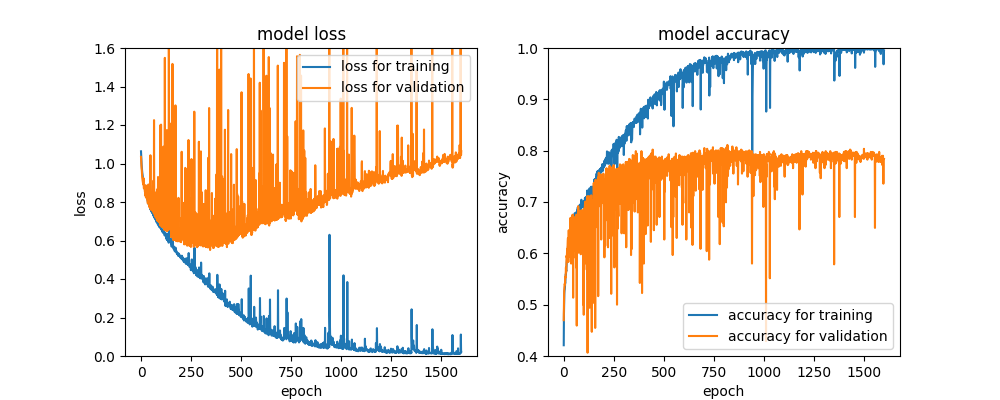 model loss
1.6
1.4
1.2
1.0
0.8
0.6
0.4
0.2
0.0
loss
0 250 500 750 1000 1250 1500
epoch
loss for training
loss for validation
model accuracy
1.0
0.9
0.8
0.7
0.6
0.5
0.4
accuracy
0 250 500 750 1000 1250 1500
epoch
accuracy for training
accuracy for validation